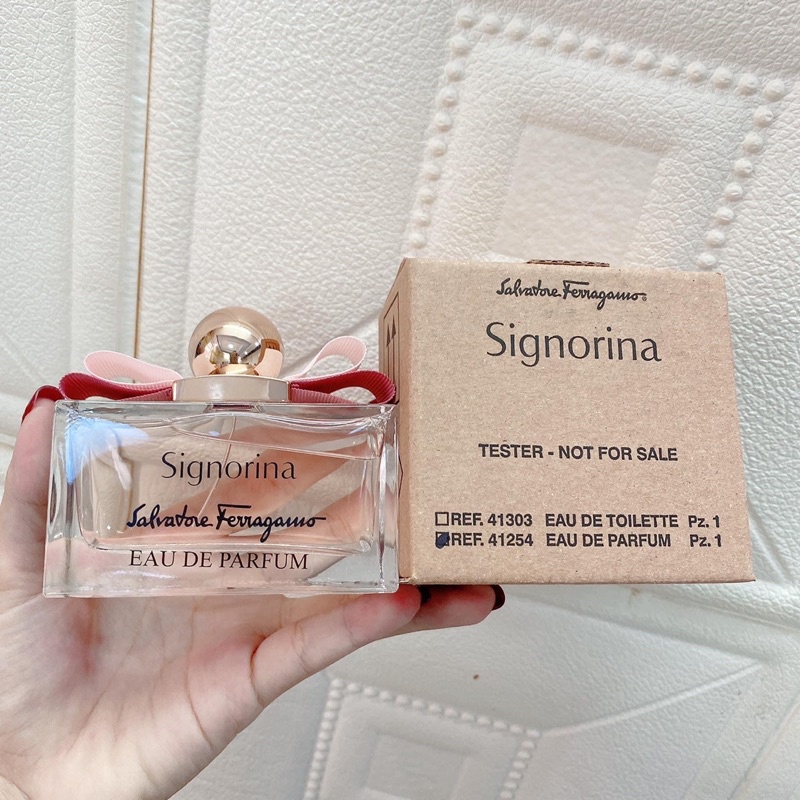 Signorina
Salvatore Ferragamo
EAU DE PARFUM
Salvatore Ferragamo
Signorina
TESTER - NOT FOR SALE
REF. 41303 EAU DE TOILETTE Pz. 1
REF. 41254 EAU DE PARFUM Pz. 1